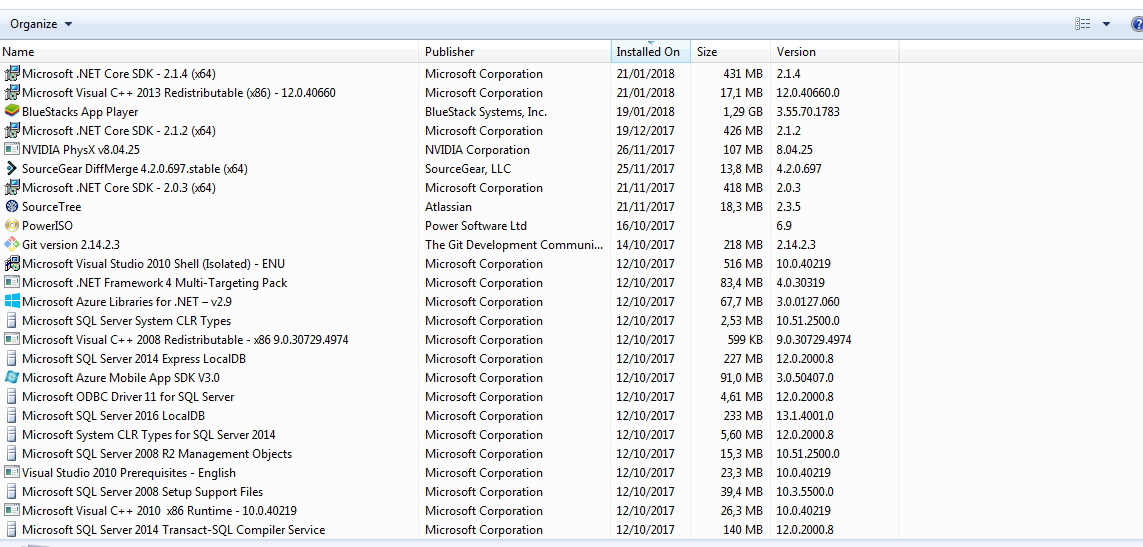 Organize
Name Publisher Installed On Size Version
Microsoft .NET Core SDK - 2.1.4 (x64) Microsoft Corporation 21/01/2018 431 MB 2.1.4
Microsoft Visual C++ 2013 Redistributable (x86) - 12.0.40660 Microsoft Corporation 21/01/2018 17,1 MB 12.0.40660.0
BlueStacks App Player BlueStack Systems, Inc. 19/01/2018 1,29 GB 3.55.70.1783
Microsoft .NET Core SDK - 2.1.2 (x64) Microsoft Corporation 19/12/2017 426 MB 2.1.2
NVIDIA PhysX v8.04.25 NVIDIA Corporation 26/11/2017 107 MB 8.04.25
SourceGear DiffMerge 4.2.0.697.stable (x64) SourceGear, LLC 25/11/2017 13,8 MB 4.2.0.697
Microsoft .NET Core SDK - 2.0.3 (x64) Microsoft Corporation 21/11/2017 418 MB 2.0.3
SourceTree Atlassian 21/11/2017 18,3 MB 2.3.5
PowerISO Power Software Ltd 16/10/2017 6.9
Git version 2.14.2.3 The Git Development Communi... 14/10/2017 218 MB 2.14.2.3
Microsoft Visual Studio 2010 Shell (Isolated) - ENU Microsoft Corporation 12/10/2017 516 MB 10.0.40219
Microsoft .NET Framework 4 Multi-Targeting Pack Microsoft Corporation 12/10/2017 83,4 MB 4.0.30319
Microsoft Azure Libraries for .NET – v2.9 Microsoft Corporation 12/10/2017 67,7 MB 3.0.0127.060
Microsoft SQL Server System CLR Types Microsoft Corporation 12/10/2017 2,53 MB 10.51.2500.0
Microsoft Visual C++ 2008 Redistributable - x86 9.0.30729.4974 Microsoft Corporation 12/10/2017 599 KB 9.0.30729.4974
Microsoft SQL Server 2014 Express LocalDB Microsoft Corporation 12/10/2017 227 MB 12.0.2000.8
Microsoft Azure Mobile App SDK V3.0 Microsoft Corporation 12/10/2017 91,0 MB 3.0.50407.0
Microsoft ODBC Driver 11 for SQL Server Microsoft Corporation 12/10/2017 4,61 MB 12.0.2000.8
Microsoft SQL Server 2016 LocalDB Microsoft Corporation 12/10/2017 233 MB 13.1.4001.0
Microsoft System CLR Types for SQL Server 2014 Microsoft Corporation 12/10/2017 5,60 MB 12.0.2000.8
Microsoft SQL Server 2008 R2 Management Objects Microsoft Corporation 12/10/2017 15,3 MB 10.51.2500.0
Visual Studio 2010 Prerequisites - English Microsoft Corporation 12/10/2017 23,3 MB 10.0.40219
Microsoft SQL Server 2008 Setup Support Files Microsoft Corporation 12/10/2017 39,4 MB 10.3.5500.0
Microsoft Visual C++ 2010  x86 Runtime - 10.0.40219 Microsoft Corporation 12/10/2017 26,3 MB 10.0.40219
Microsoft SQL Server 2014 Transact-SQL Compiler Service Microsoft Corporation 12/10/2017 140 MB 12.0.2000.8